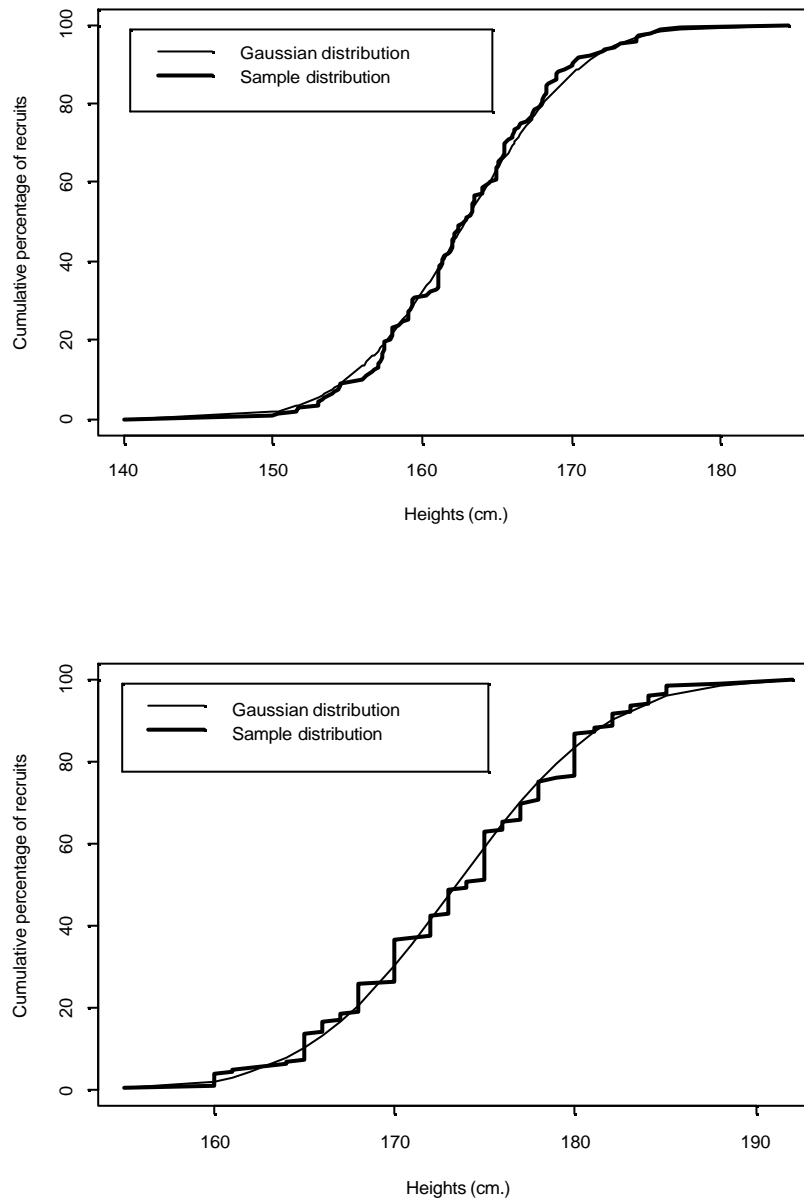 Cumulative percentage of recruits
100
80
60
40
20
0
Gaussian distribution
Sample distribution
140 150 160 170 180
Heights (cm.)
Cumulative percentage of recruits
100
80
60
40
20
0
Gaussian distribution
Sample distribution
160 170 180 190
Heights (cm.)